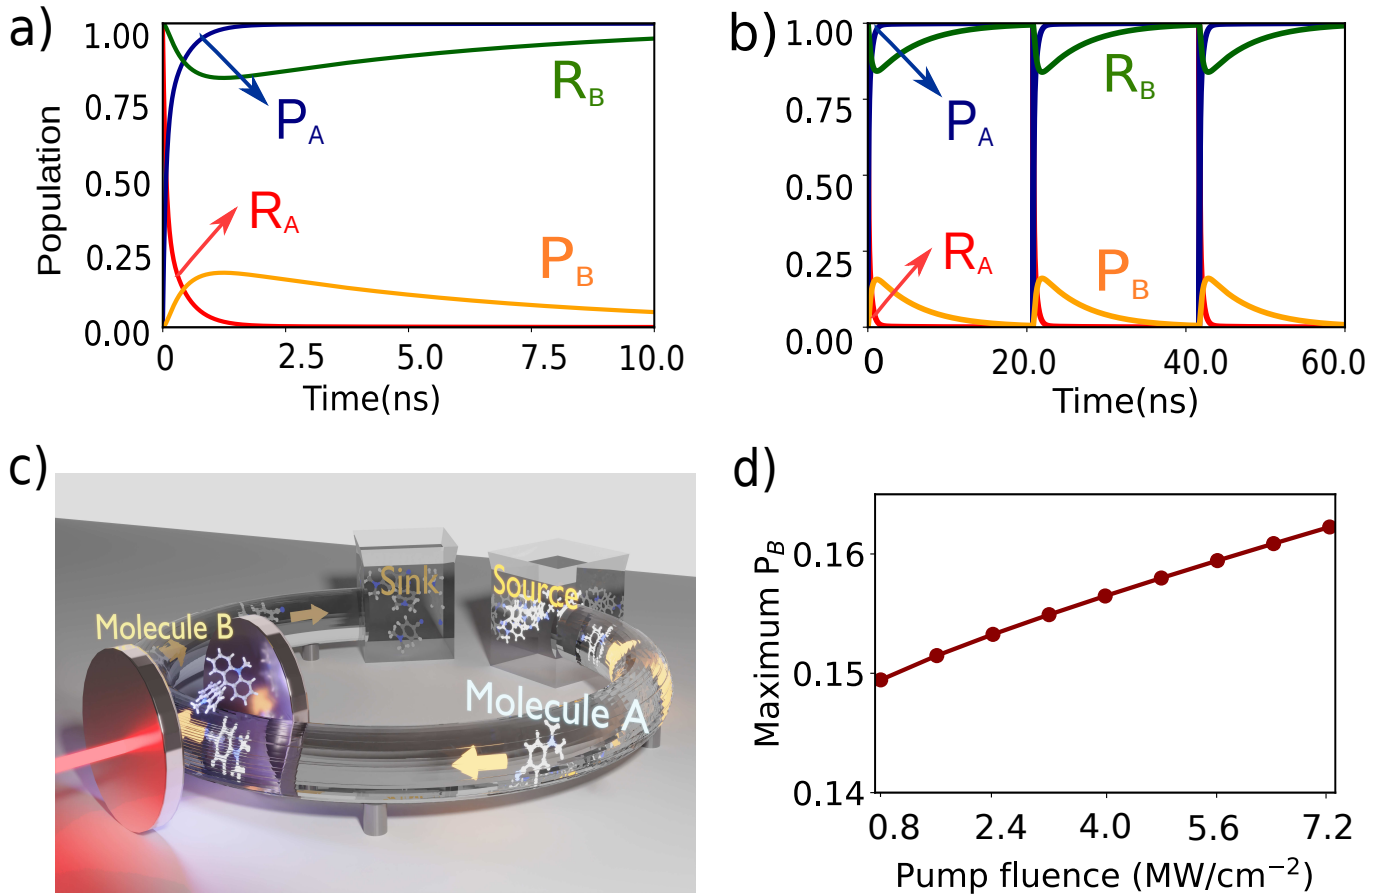 a)
1.00
0.75
0.50
0.25
0.00
Population
P_A
R_A
R_B
P_B
0
2.5
5.0
7.5
10.0
Time(ns)
b)
1.00
0.75
0.50
0.25
0.00
P_A
R_A
R_B
P_B
0
20.0
40.0
60.0
Time(ns)
c)
Sink
Source
Molecule B
Molecule A
d)
0.16
0.15
0.14
Maximum P_B
0.8
2.4
4.0
5.6
7.2
Pump fluence (MW/cm⁻²)